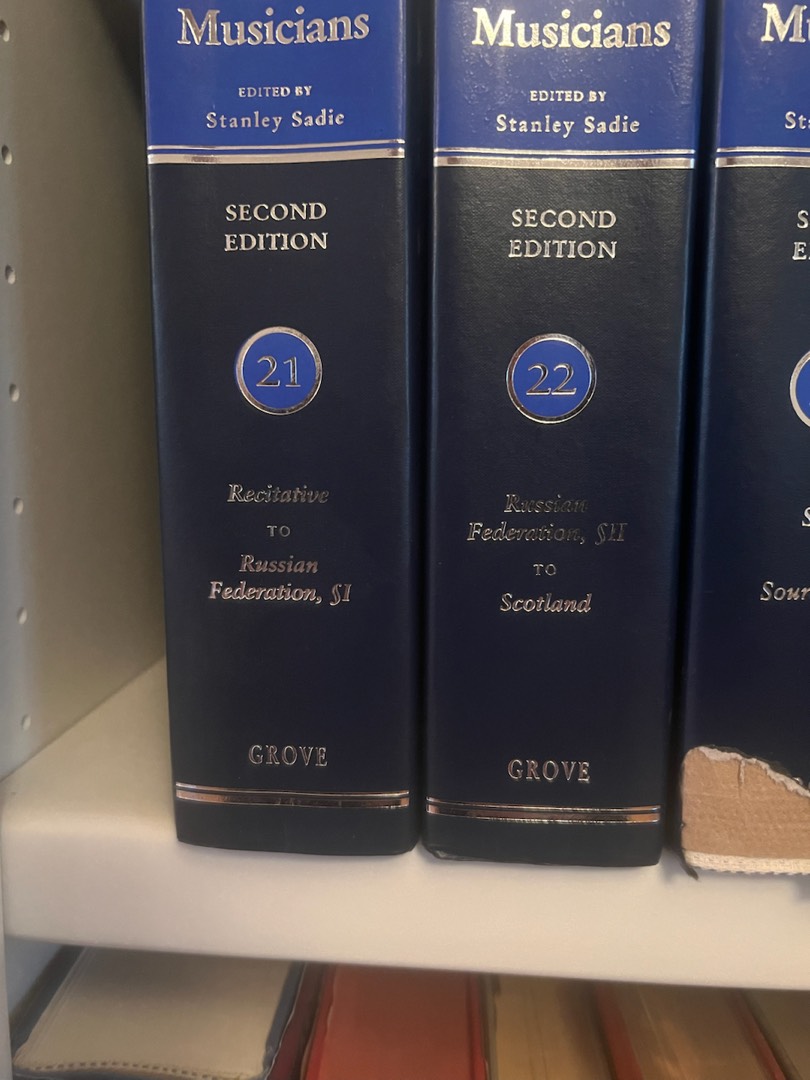 Musicians
EDITED BY
Stanley Sadie
SECOND
EDITION
21
Recitative
TO
Russian
Federation, §I
GROVE
Musicians
EDITED BY
Stanley Sadie
SECOND
EDITION
22
Russian
Federation, §II
TO
Scotland
GROVE